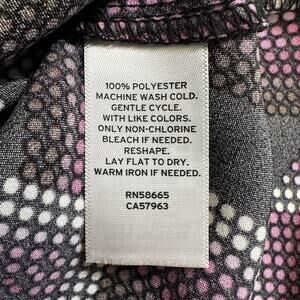 100% POLYESTER
MACHINE WASH COLD.
GENTLE CYCLE.
WITH LIKE COLORS.
ONLY NON-CHLORINE
BLEACH IF NEEDED.
RESHAPE.
LAY FLAT TO DRY.
WARM IRON IF NEEDED.
RN58665
CA57963